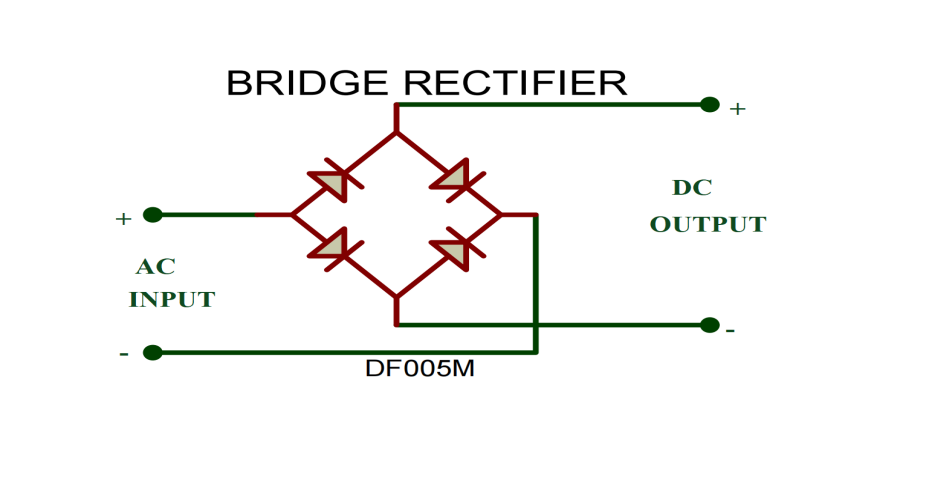 BRIDGE RECTIFIER
+
DC
OUTPUT
+
AC
INPUT
-
-
DF005M